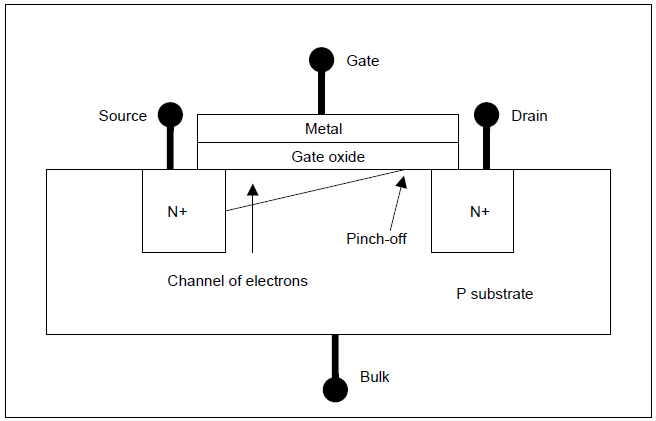 Gate
Source
Drain
Metal
Gate oxide
N+
N+
Pinch-off
Channel of electrons
P substrate
Bulk